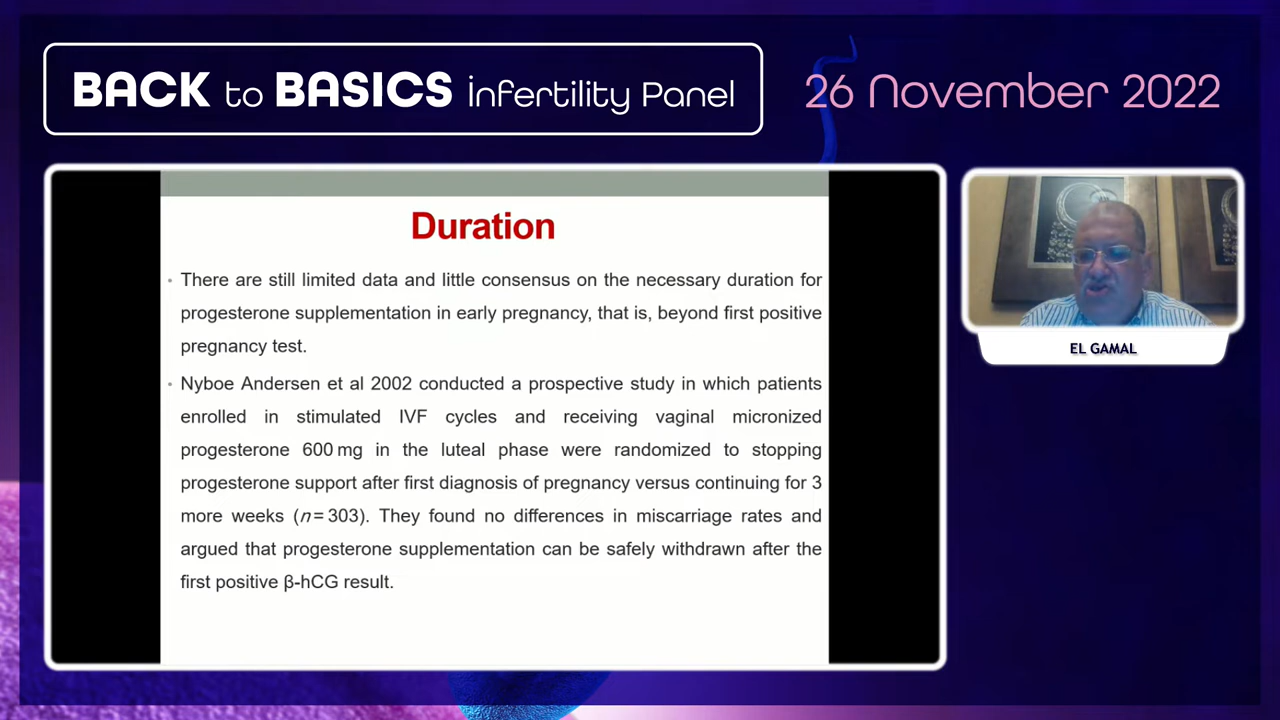 BACK to BASICS infertility Panel
26 November 2022
Duration
• There are still limited data and little consensus on the necessary duration for
progesterone supplementation in early pregnancy, that is, beyond first positive
pregnancy test.
• Nyboe Andersen et al 2002 conducted a prospective study in which patients
enrolled in stimulated IVF cycles and receiving vaginal micronized
progesterone 600 mg in the luteal phase were randomized to stopping
progesterone support after first diagnosis of pregnancy versus continuing for 3
more weeks (n = 303). They found no differences in miscarriage rates and
argued that progesterone supplementation can be safely withdrawn after the
first positive β-hCG result.
EL GAMAL